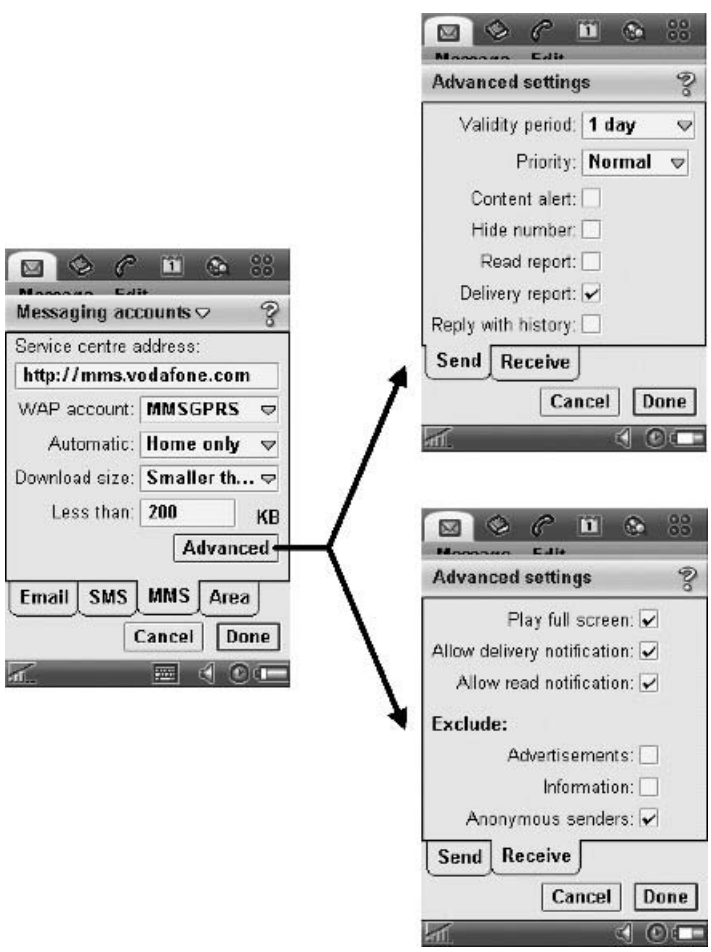 Messaging accounts
Service centre address:
http://mms.vodafone.com
WAP account: MMSGPRS
Automatic: Home only
Download size: Smaller th...
Less than: 200 KB
Advanced
Email SMS MMS Area
Cancel Done
1
Advanced settings
Validity period: 1 day
Priority: Normal
Content alert:
Hide number:
Read report:
Delivery report:
Reply with history:
Send Receive
Cancel Done
1
Advanced settings
Play full screen:
Allow delivery notification:
Allow read notification:
Exclude:
Advertisements:
Information:
Anonymous senders:
Send Receive
Cancel Done